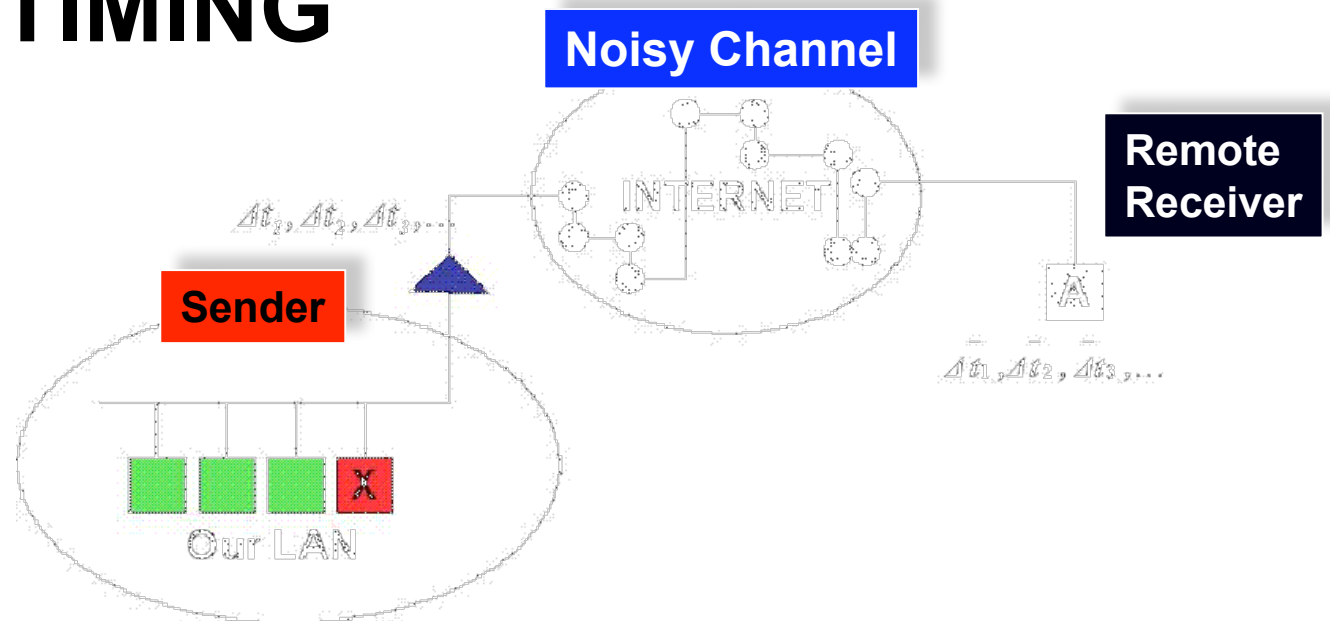 TIMING
Noisy Channel
Remote
Receiver
INTERNET
Δt₁, Δt₂, Δt₃,...
Sender
A
Δt̄₁, Δt̄₂, Δt̄₃,...
X
Our LAN